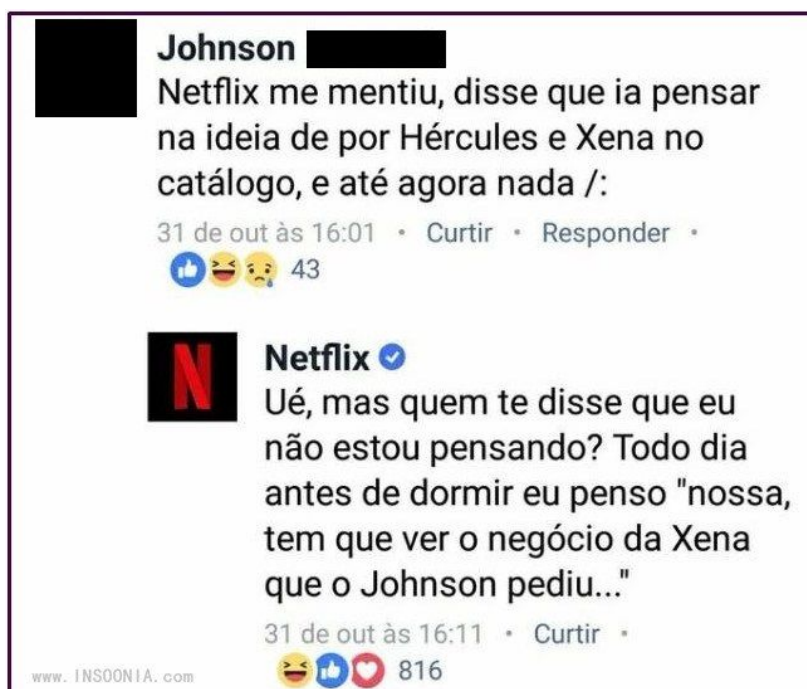 Johnson
Netflix me mentiu, disse que ia pensar
na ideia de por Hércules e Xena no
catálogo, e até agora nada /:
31 de out às 16:01 • Curtir • Responder •
43
N
Netflix
Ué, mas quem te disse que eu
não estou pensando? Todo dia
antes de dormir eu penso "nossa,
tem que ver o negócio da Xena
que o Johnson pediu..."
31 de out às 16:11 • Curtir •
816
www.INSOONIA.com